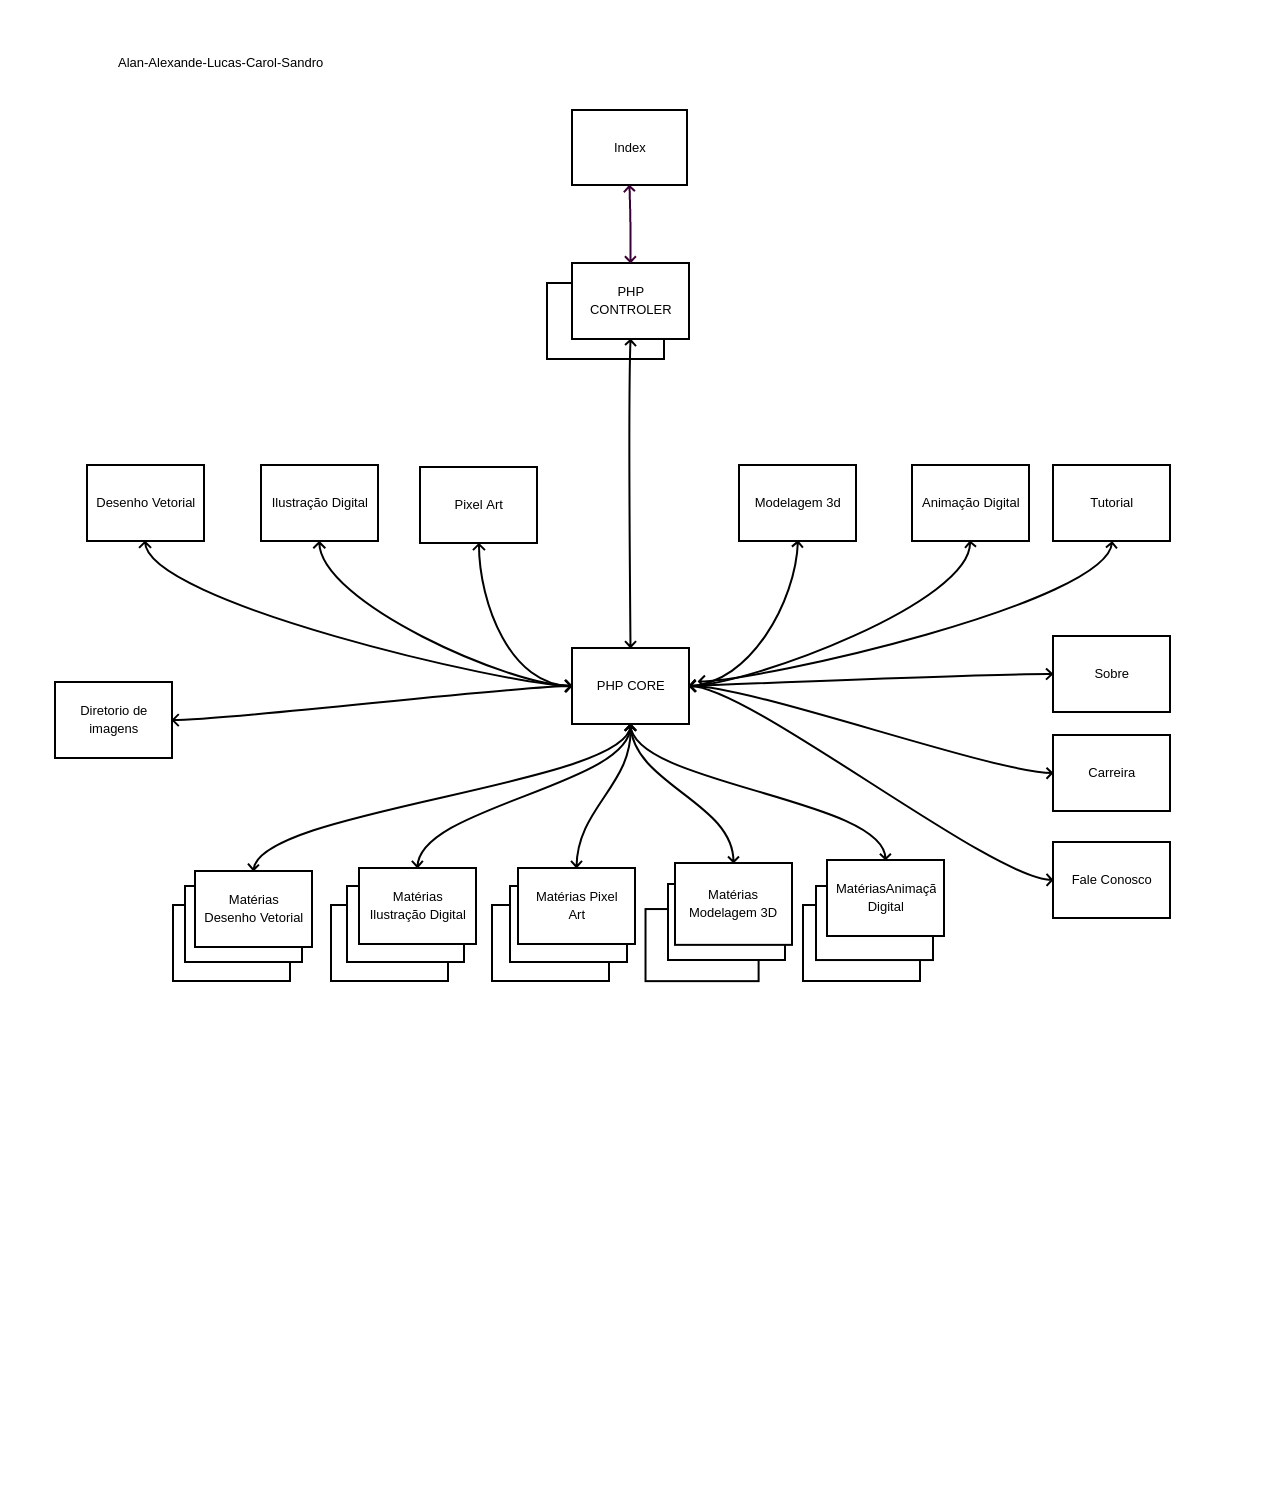 Alan-Alexande-Lucas-Carol-Sandro
Index
PHP
CONTROLER
Desenho Vetorial
Ilustração Digital
Pixel Art
Modelagem 3d
Animação Digital
Tutorial
PHP CORE
Sobre
Diretorio de
imagens
Carreira
Fale Conosco
Matérias
Desenho Vetorial
Matérias
Ilustração Digital
Matérias Pixel
Art
Matérias
Modelagem 3D
MatériasAnimaçã
Digital